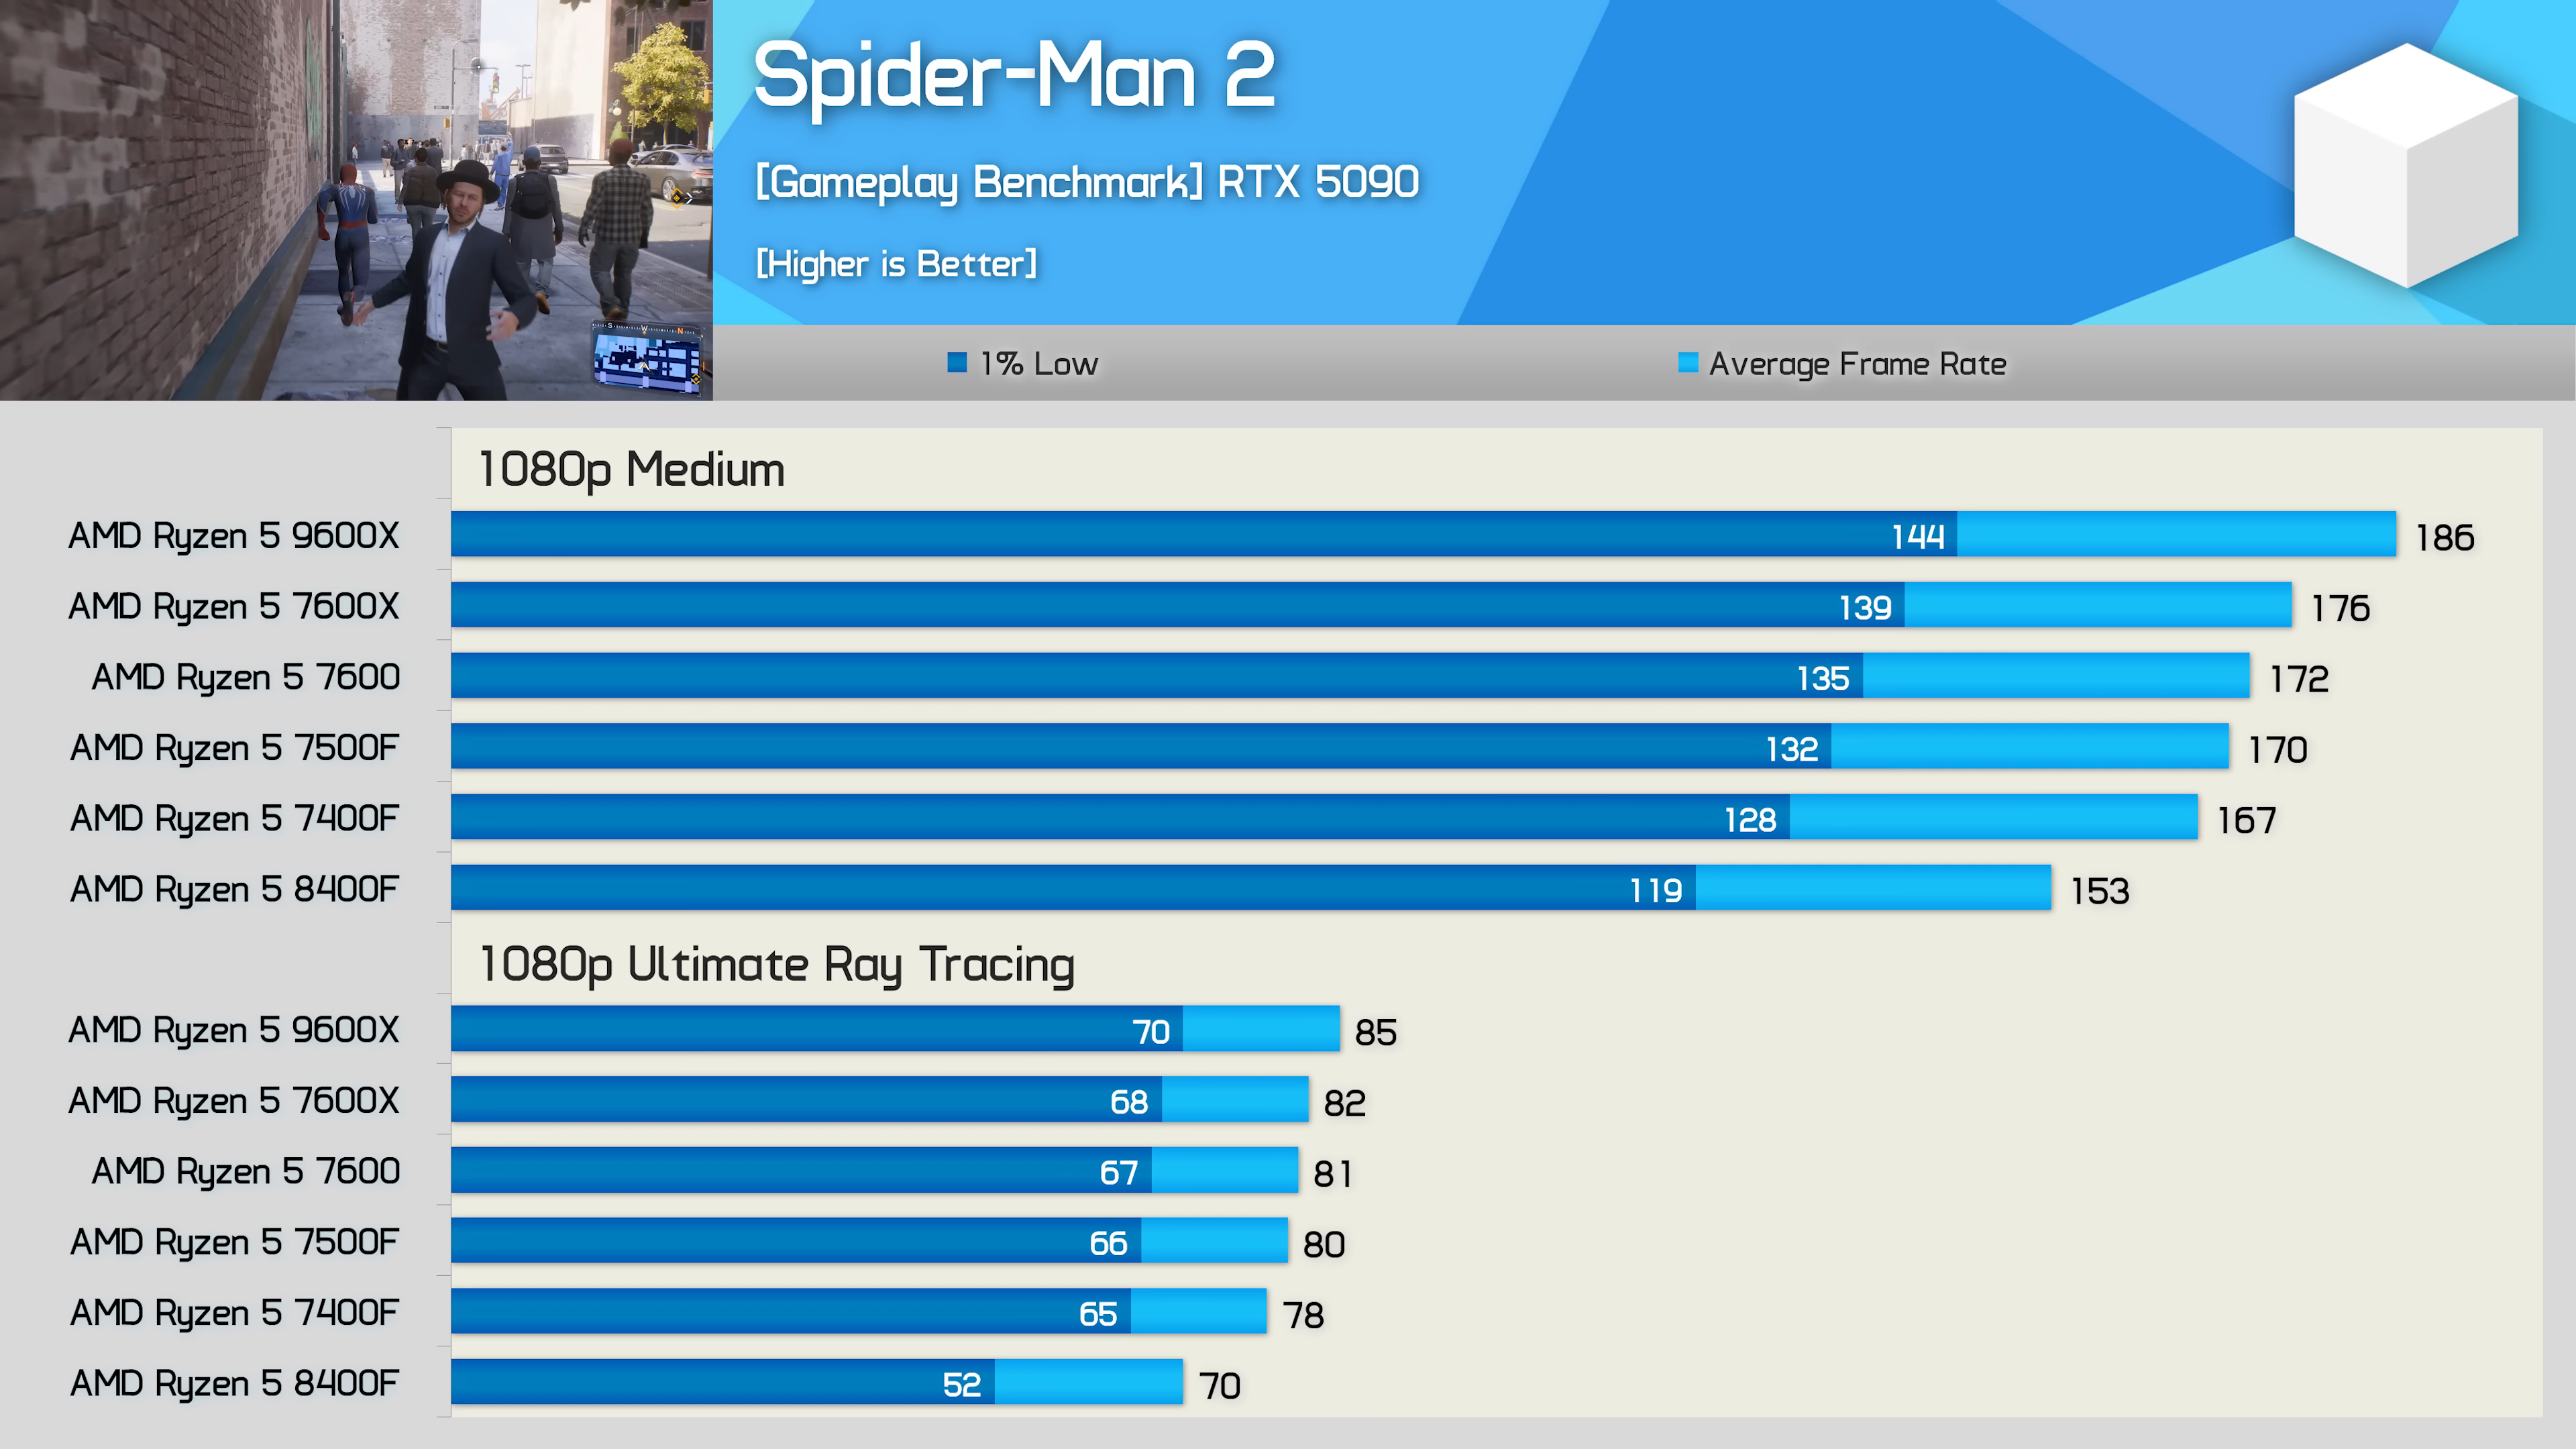 Spider-Man 2
[Gameplay Benchmark] RTX 5090
[Higher is Better]
1% Low
Average Frame Rate
S W N
1080p Medium
AMD Ryzen 5 9600X 144 186
AMD Ryzen 5 7600X 139 176
AMD Ryzen 5 7600 135 172
AMD Ryzen 5 7500F 132 170
AMD Ryzen 5 7400F 128 167
AMD Ryzen 5 8400F 119 153
1080p Ultimate Ray Tracing
AMD Ryzen 5 9600X 70 85
AMD Ryzen 5 7600X 68 82
AMD Ryzen 5 7600 67 81
AMD Ryzen 5 7500F 66 80
AMD Ryzen 5 7400F 65 78
AMD Ryzen 5 8400F 52 70